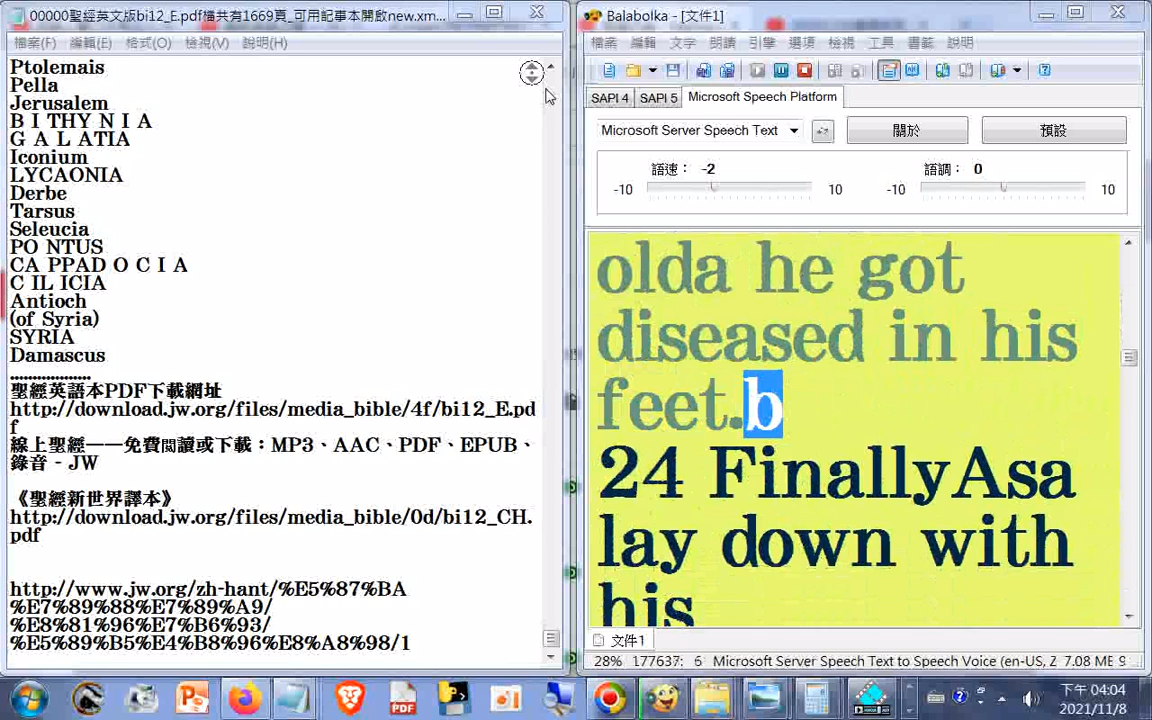 00000聖經英文版bi12_E.pdf檔共有1669頁_可用記事本開啟new.xm...
檔案(F) 編輯(E) 格式(O) 檢視(V) 說明(H)
Ptolemais
Pella
Jerusalem
B I THY N I A
G A L ATIA
Iconium
LYCAONIA
Derbe
Tarsus
Seleucia
PO NTUS
CA PPAD O C I A
C IL ICIA
Antioch
(of Syria)
SYRIA
Damascus
..................
聖經英語本PDF下載網址
http://download.jw.org/files/media_bible/4f/bi12_E.pd
f
線上聖經——免費閱讀或下載：MP3、AAC、PDF、EPUB、
錄音 - JW
《聖經新世界譯本》
http://download.jw.org/files/media_bible/0d/bi12_CH.
pdf
http://www.jw.org/zh-hant/%E5%87%BA
%E7%89%88%E7%89%A9/
%E8%81%96%E7%B6%93/
%E5%89%B5%E4%B8%96%E8%A8%98/1
Balabolka - [文件1]
檔案 編輯 文字 朗讀 引擎 選項 檢視 工具 書籤 說明
SAPI 4 SAPI 5 Microsoft Speech Platform
Microsoft Server Speech Text 關於 預設
語速： -2 語調： 0
-10 10 -10 10
olda he got
diseased in his
feet.b
24 FinallyAsa
lay down with
his
文件1
28% 177637: 6 Microsoft Server Speech Text to Speech Voice (en-US, Z 7.08 MB 9
PDF
下午 04:04
2021/11/8